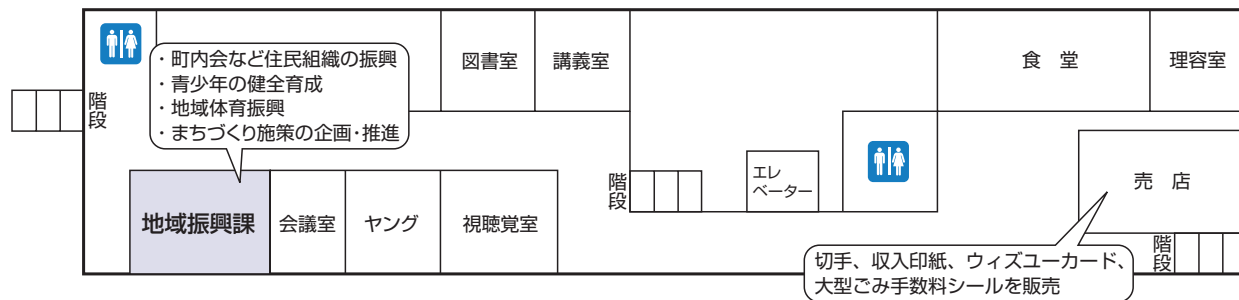 ・町内会など住民組織の振興
・青少年の健全育成
・地域体育振興
・まちづくり施策の企画・推進
図書室
講義室
食 堂
理容室
階段
地域振興課
会議室
ヤング
視聴覚室
階段
エレ
ベーター
売 店
階段
切手、収入印紙、ウィズユーカード、
大型ごみ手数料シールを販売